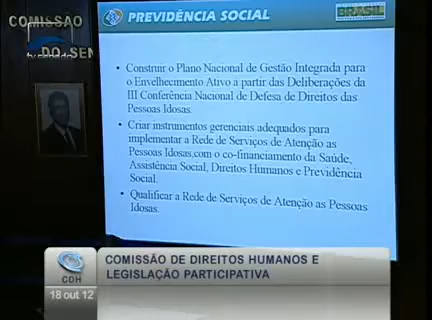 COMISSÃO
DO SEN
PREVIDÊNCIA SOCIAL
BRASIL
• Construir o Plano Nacional de Gestão Integrada para
o Envelhecimento Ativo à partir das Deliberações da
III Conferência Nacional de Defesa de Direitos das
Pessoas Idosas.
• Criar instrumentos gerenciais adequados para
implementar a Rede de Serviços de Atenção as
Pessoas Idosas,com o co-financiamento da Saúde,
Assistência Social, Direitos Humanos e Previdência
Social.
• Qualificar a Rede de Serviços de Atenção as Pessoas
Idosas.
CDH
18 out 12
COMISSÃO DE DIREITOS HUMANOS E
LEGISLAÇÃO PARTICIPATIVA